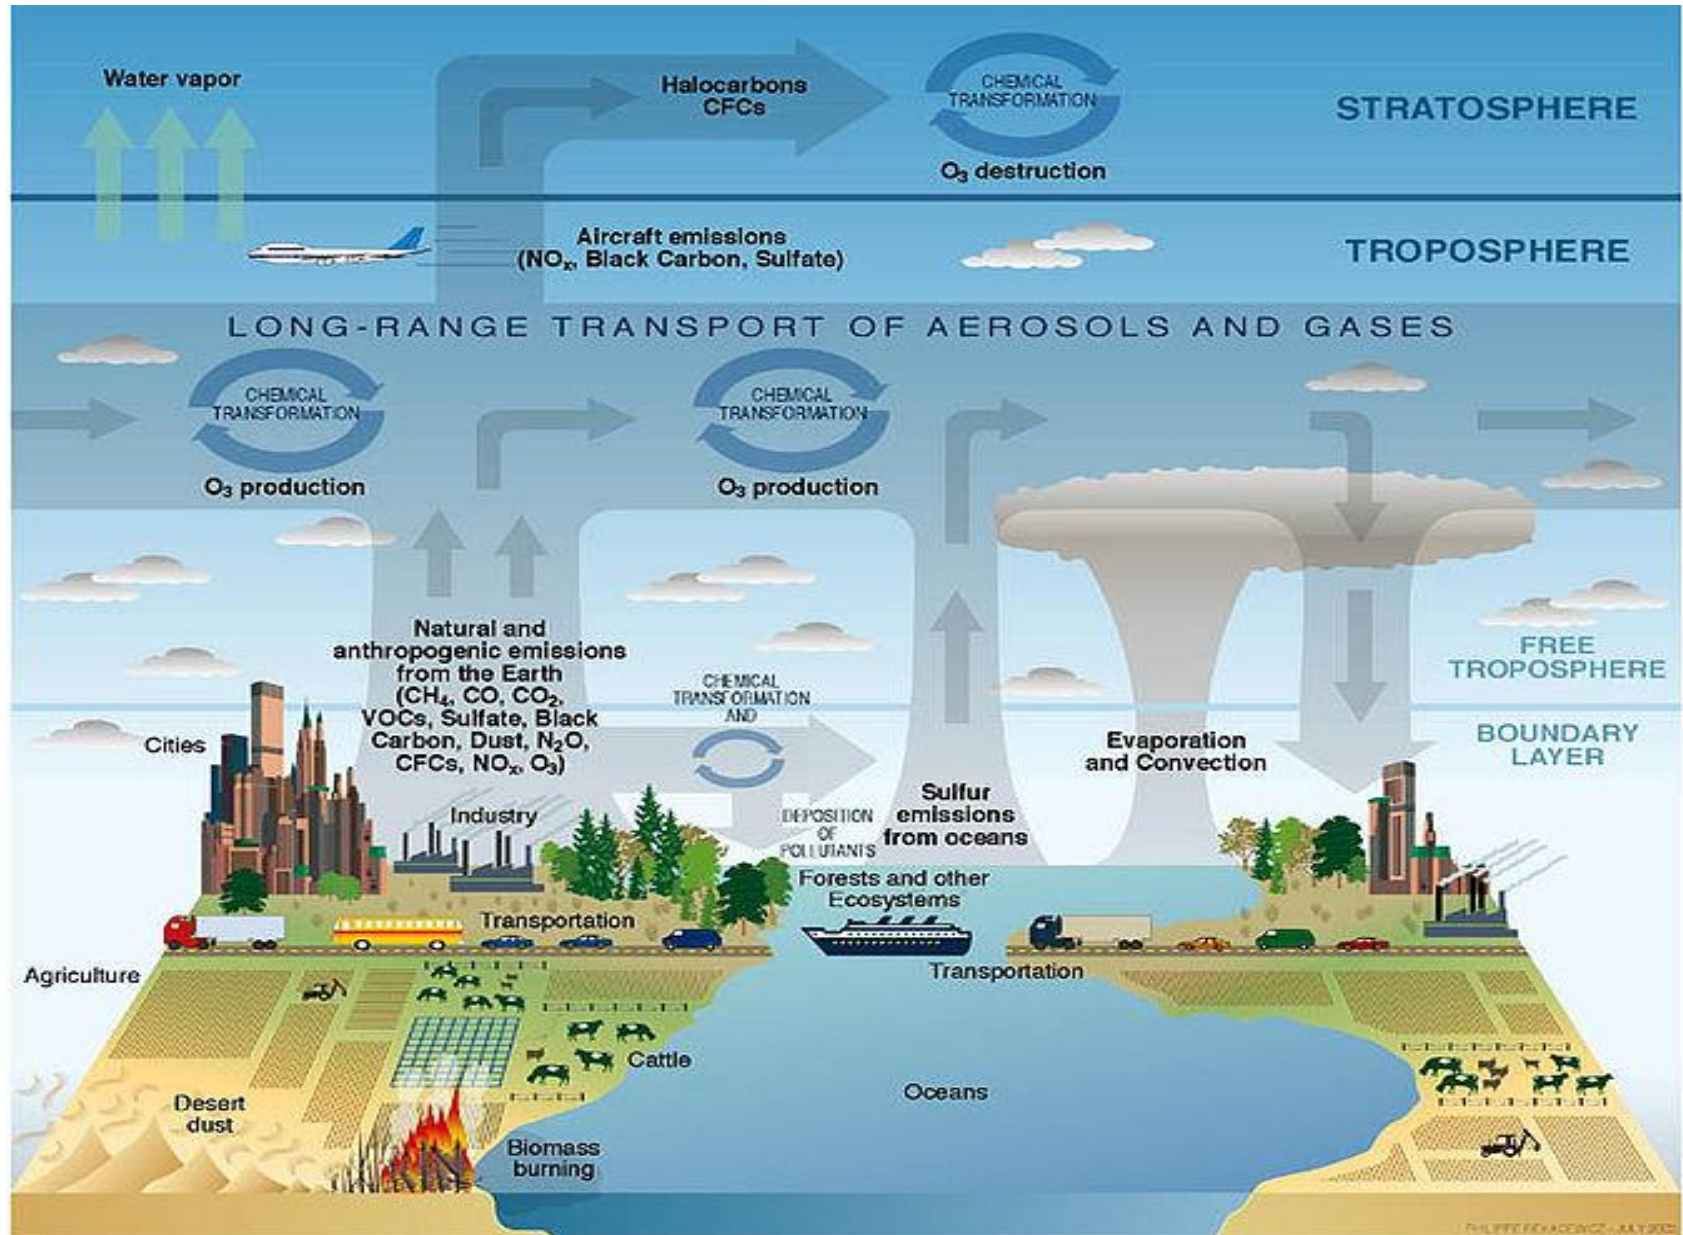 Water vapor
Halocarbons
CFCs
CHEMICAL
TRANSFORMATION
O₃ destruction
STRATOSPHERE
Aircraft emissions
(NOₓ, Black Carbon, Sulfate)
TROPOSPHERE
LONG-RANGE TRANSPORT OF AEROSOLS AND GASES
CHEMICAL
TRANSFORMATION
O₃ production
CHEMICAL
TRANSFORMATION
O₃ production
Natural and
anthropogenic emissions
from the Earth
(CH₄, CO, CO₂,
VOCs, Sulfate, Black
Carbon, Dust, N₂O,
CFCs, NOₓ, O₃)
CHEMICAL
TRANSFORMATION
AND
DEPOSITION
OF
POLLUTANTS
FREE
TROPOSPHERE
BOUNDARY
LAYER
Cities
Industry
Sulfur
emissions
from oceans
Evaporation
and Convection
Forests and other
Ecosystems
Transportation
Transportation
Agriculture
Cattle
Desert
dust
Biomass
burning
Oceans